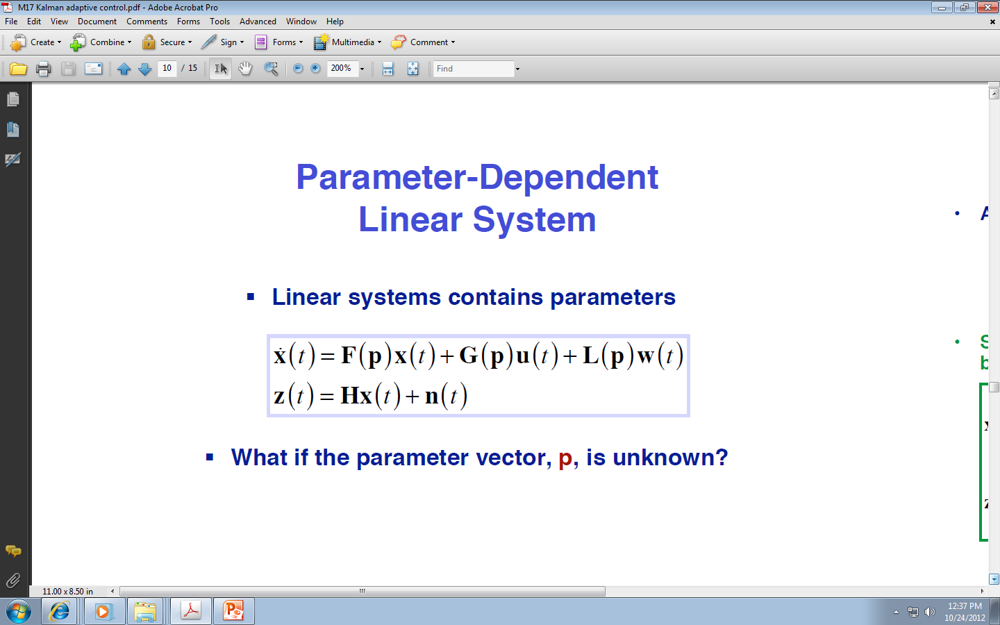 M17 Kalman adaptive control.pdf - Adobe Acrobat Pro
File Edit View Document Comments Forms Tools Advanced Window Help
Create Combine Secure Sign Forms Multimedia Comment
10 / 15 200% Find
Parameter-Dependent
Linear System
▪ Linear systems contains parameters
ẋ(t) = F(p)x(t) + G(p)u(t) + L(p)w(t)
z(t) = Hx(t) + n(t)
▪ What if the parameter vector, p, is unknown?
• A
• S
b
x
z
11.00 x 8.50 in
12:37 PM
10/24/2012